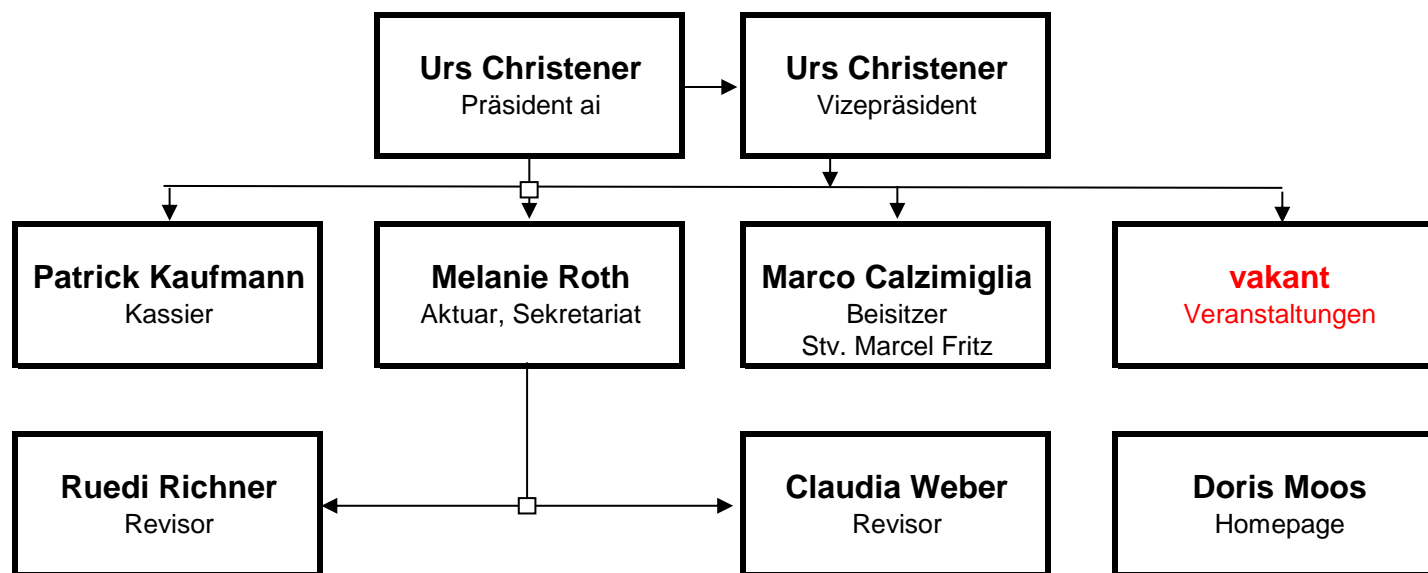 Urs Christener
Präsident ai
Urs Christener
Vizepräsident
Patrick Kaufmann
Kassier
Melanie Roth
Aktuar, Sekretariat
Marco Calzimiglia
Beisitzer
Stv. Marcel Fritz
vakant
Veranstaltungen
Ruedi Richner
Revisor
Claudia Weber
Revisor
Doris Moos
Homepage